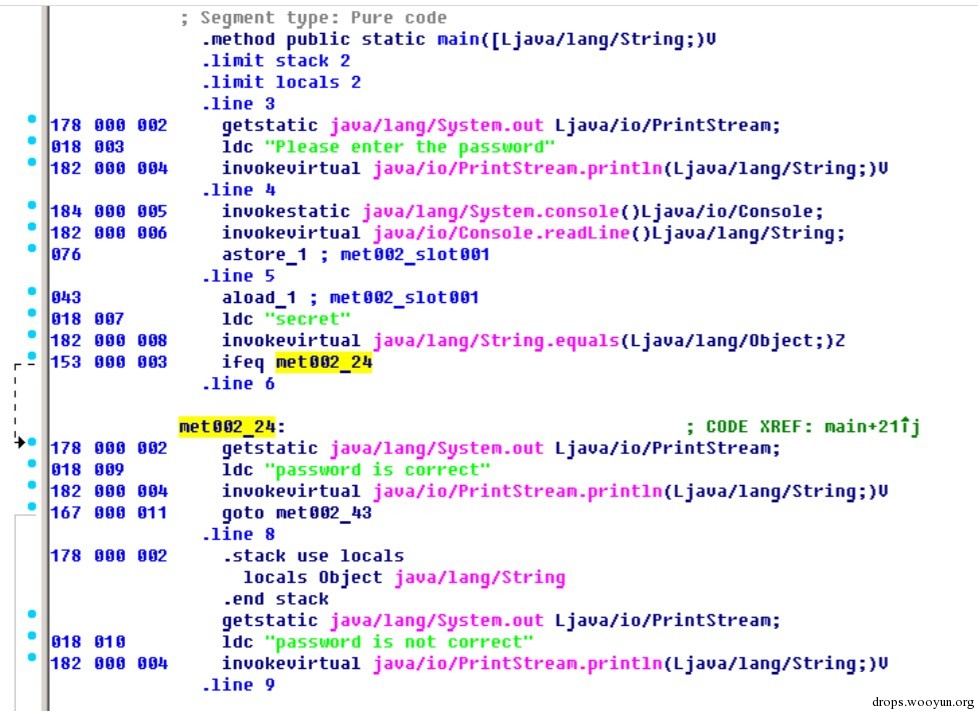 ; Segment type: Pure code
.method public static main([Ljava/lang/String;)V
.limit stack 2
.limit locals 2
.line 3
178 000 002 getstatic java/lang/System.out Ljava/io/PrintStream;
018 003 ldc "Please enter the password"
182 000 004 invokevirtual java/io/PrintStream.println(Ljava/lang/String;)V
.line 4
184 000 005 invokestatic java/lang/System.console()Ljava/io/Console;
182 000 006 invokevirtual java/io/Console.readLine()Ljava/lang/String;
076 astore_1 ; met002_slot001
.line 5
043 aload_1 ; met002_slot001
018 007 ldc "secret"
182 000 008 invokevirtual java/lang/String.equals(Ljava/lang/Object;)Z
153 000 003 ifeq met002_24
.line 6
met002_24: ; CODE XREF: main+21↑j
178 000 002 getstatic java/lang/System.out Ljava/io/PrintStream;
018 009 ldc "password is correct"
182 000 004 invokevirtual java/io/PrintStream.println(Ljava/lang/String;)V
167 000 011 goto met002_43
.line 8
178 000 002 .stack use locals
locals Object java/lang/String
.end stack
getstatic java/lang/System.out Ljava/io/PrintStream;
018 010 ldc "password is not correct"
182 000 004 invokevirtual java/io/PrintStream.println(Ljava/lang/String;)V
.line 9
drops.wooyun.org